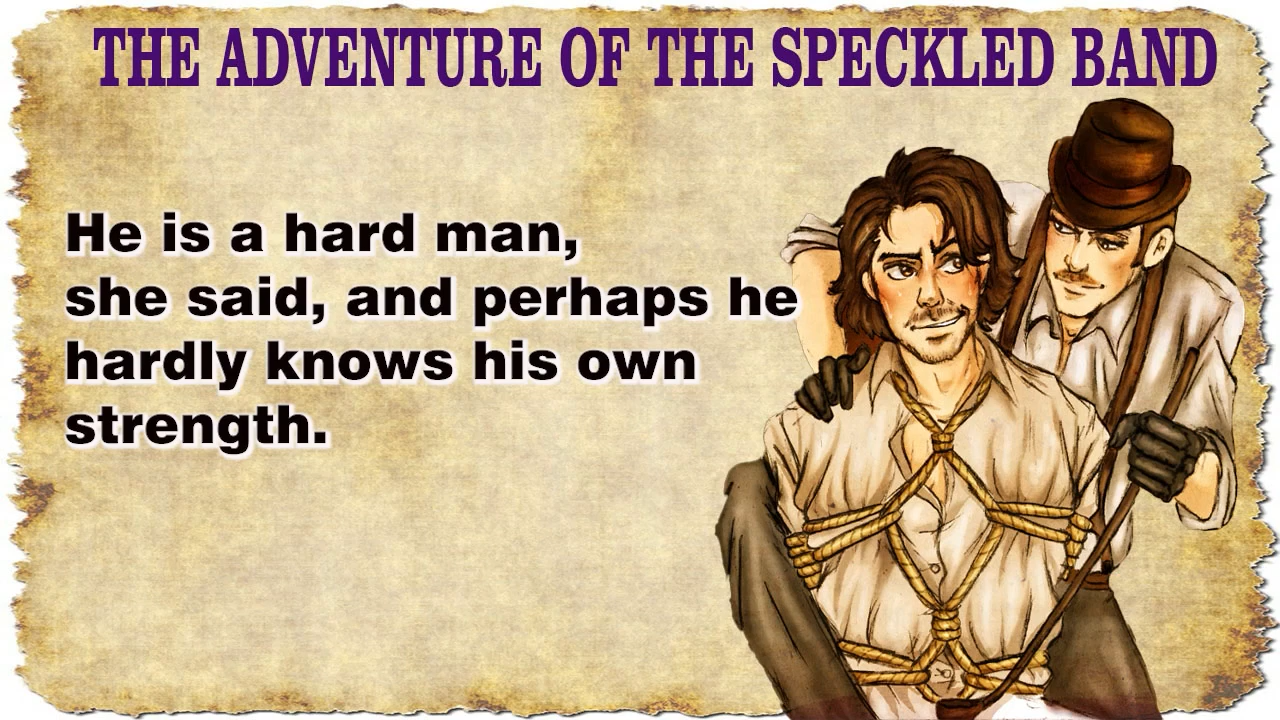 THE ADVENTURE OF THE SPECKLED BAND
He is a hard man,
she said, and perhaps he
hardly knows his own
strength.